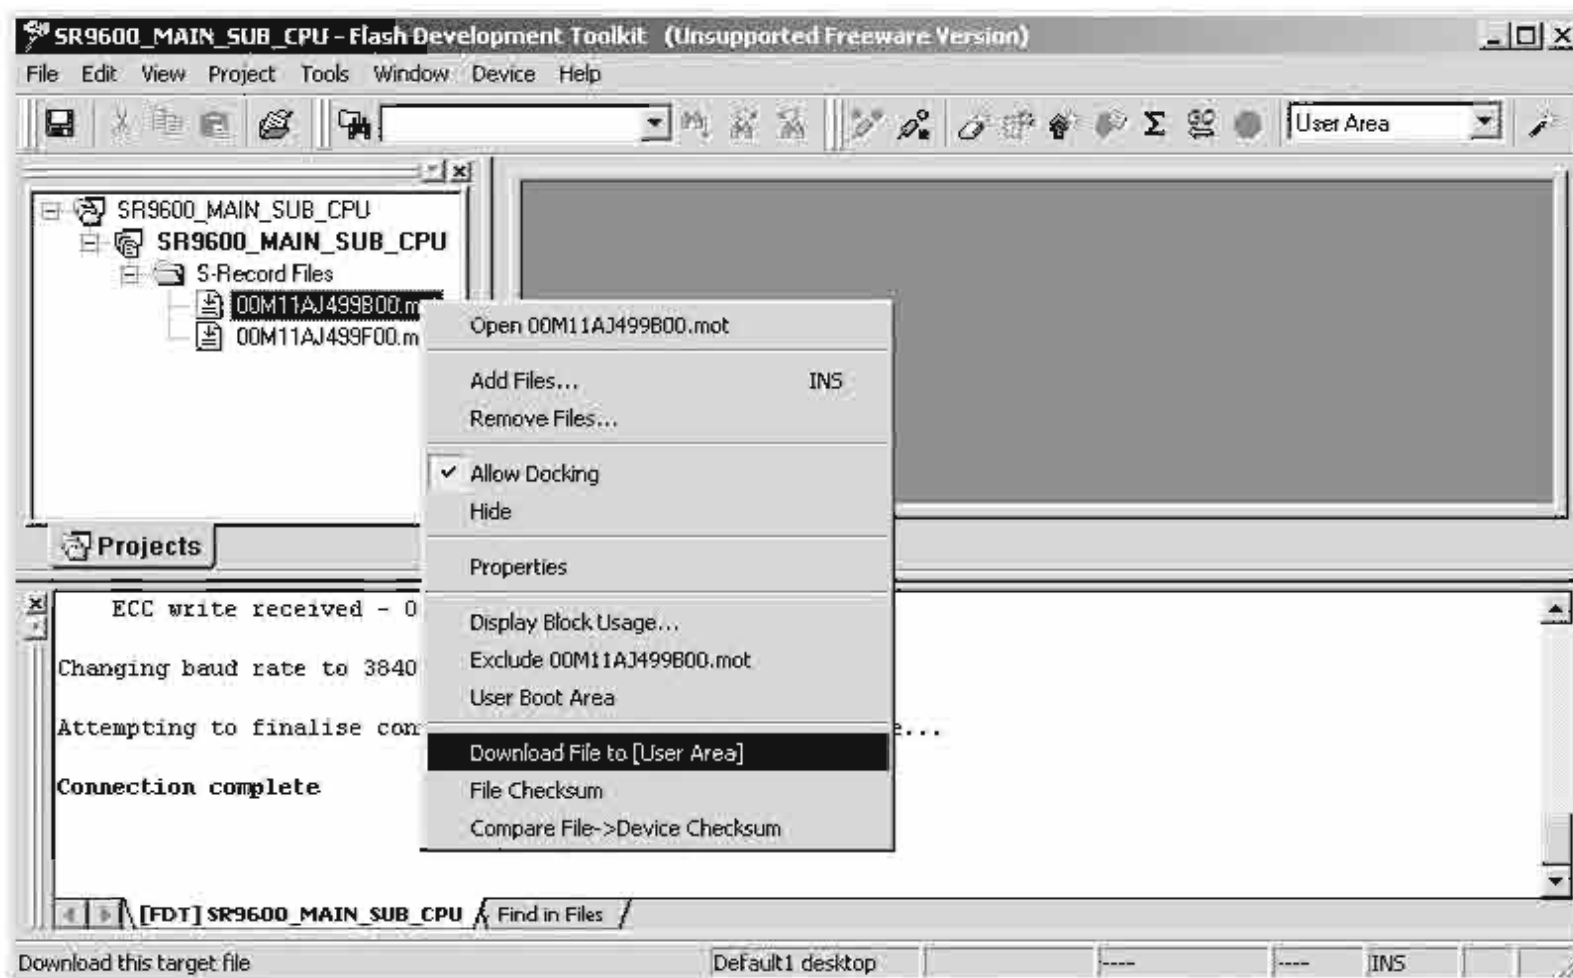 SR9600_MAIN_SUB_CPU - Flash Development Toolkit (Unsupported Freeware Version)
File Edit View Project Tools Window Device Help
User Area
SR9600_MAIN_SUB_CPU
SR9600_MAIN_SUB_CPU
S-Record Files
00M11AJ499B00.m
00M11AJ499F00.m
Open 00M11AJ499B00.mot
Add Files... INS
Remove Files...
Allow Docking
Hide
Properties
Display Block Usage...
Exclude 00M11AJ499B00.mot
User Boot Area
Download File to [User Area]
File Checksum
Compare File->Device Checksum
Projects
ECC write received - 0
Changing baud rate to 3840
Attempting to finalise con
e...
Connection complete
[FDT] SR9600_MAIN_SUB_CPU Find in Files
Download this target file Default1 desktop ---- ---- INS